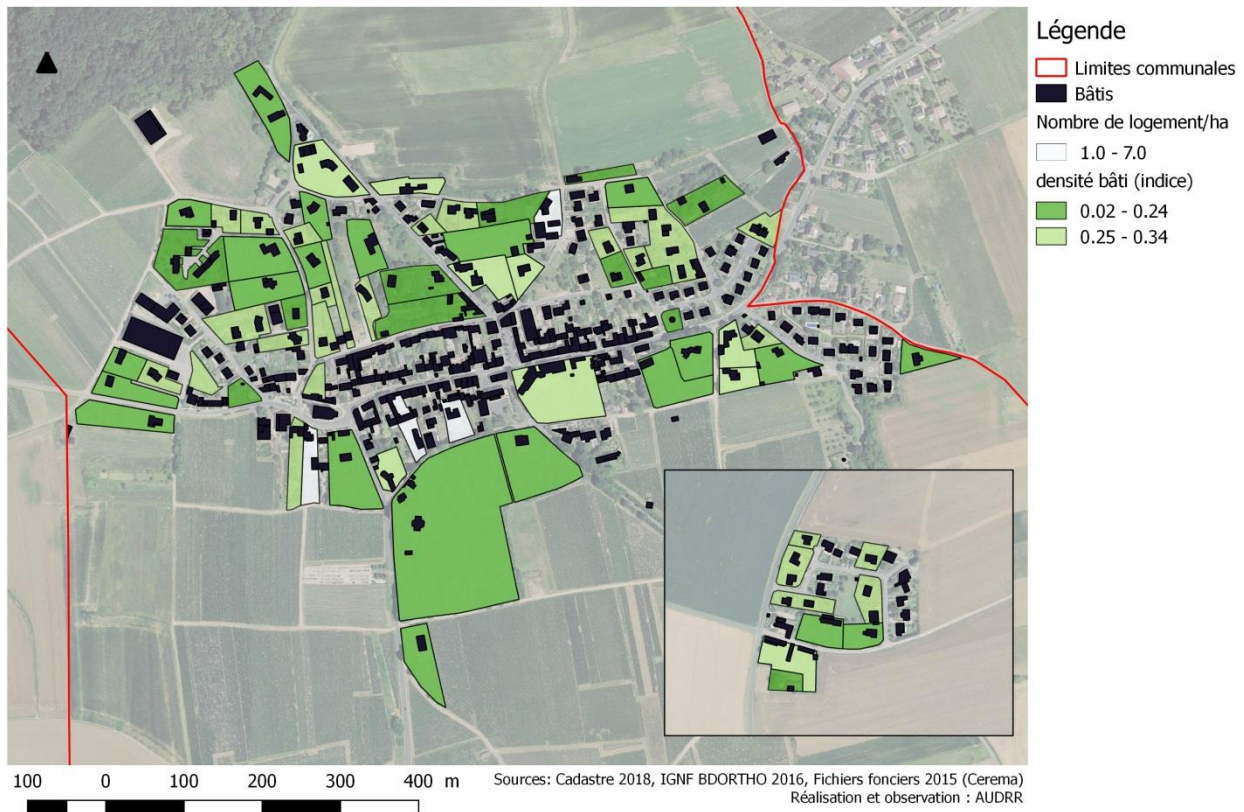 Légende
Limites communales
Bâtis
Nombre de logement/ha
1.0 - 7.0
densité bâti (indice)
0.02 - 0.24
0.25 - 0.34
100 0 100 200 300 400 m
Sources: Cadastre 2018, IGNF BDORTHO 2016, Fichiers fonciers 2015 (Cerema)
Réalisation et observation : AUDRR